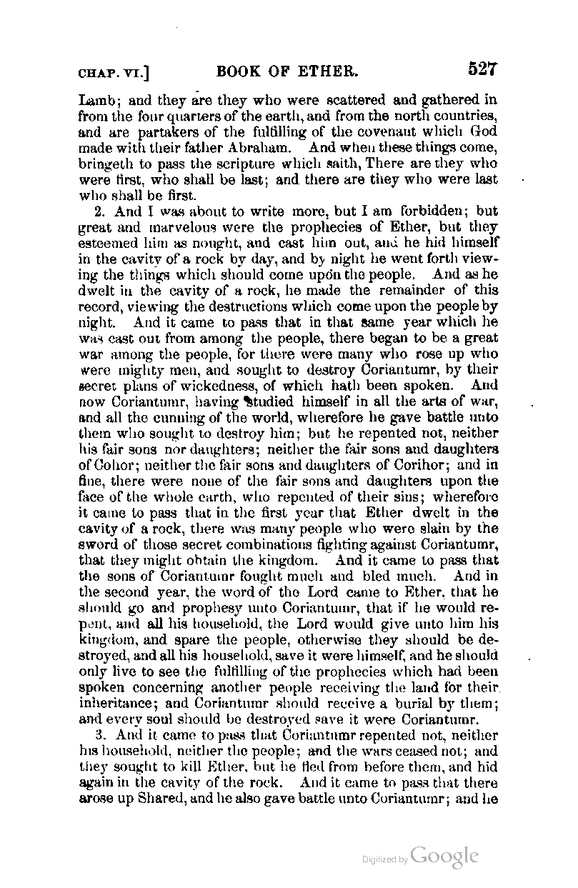 CHAP. VI.] BOOK OF ETHER. 527
Lamb; and they are they who were scattered and gathered in
from the four quarters of the earth, and from the north countries,
and are partakers of the fulfilling of the covenant which God
made with their father Abraham. And when these things come,
bringeth to pass the scripture which saith, There are they who
were first, who shall be last; and there are they who were last
who shall be first.
2. And I was about to write more, but I am forbidden; but
great and marvelous were the prophecies of Ether, but they
esteemed him as nought, and cast him out, and he hid himself
in the cavity of a rock by day, and by night he went forth view-
ing the things which should come upon the people. And as he
dwelt in the cavity of a rock, he made the remainder of this
record, viewing the destructions which come upon the people by
night. And it came to pass that in that same year which he
was cast out from among the people, there began to be a great
war among the people, for there were many who rose up who
were mighty men, and sought to destroy Coriantumr, by their
secret plans of wickedness, of which hath been spoken. And
now Coriantumr, having studied himself in all the arts of war,
and all the cunning of the world, wherefore he gave battle unto
them who sought to destroy him; but he repented not, neither
his fair sons nor daughters; neither the fair sons and daughters
of Cohor; neither the fair sons and daughters of Corihor; and in
fine, there were none of the fair sons and daughters upon the
face of the whole earth, who repented of their sins; wherefore
it came to pass that in the first year that Ether dwelt in the
cavity of a rock, there was many people who were slain by the
sword of those secret combinations fighting against Coriantumr,
that they might obtain the kingdom. And it came to pass that
the sons of Coriantumr fought much and bled much. And in
the second year, the word of the Lord came to Ether, that he
should go and prophesy unto Coriantumr, that if he would re-
pent, and all his household, the Lord would give unto him his
kingdom, and spare the people, otherwise they should be de-
stroyed, and all his household, save it were himself, and he should
only live to see the fulfilling of the prophecies which had been
spoken concerning another people receiving the land for their
inheritance; and Coriantumr should receive a burial by them;
and every soul should be destroyed save it were Coriantumr.
3. And it came to pass that Coriantumr repented not, neither
his household, neither the people; and the wars ceased not; and
they sought to kill Ether, but he fled from before them, and hid
again in the cavity of the rock. And it came to pass that there
arose up Shared, and he also gave battle unto Coriantumr; and he
Digitized by Google